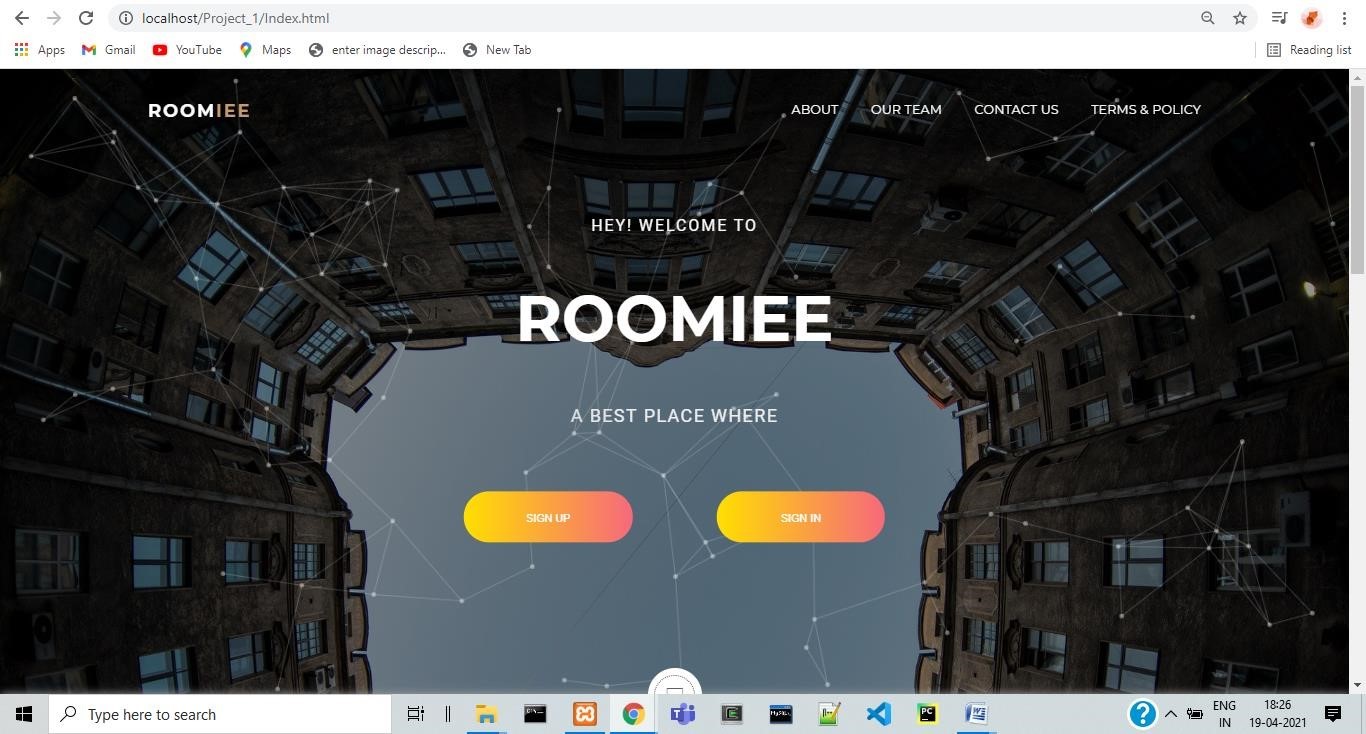 localhost/Project_1/Index.html
Apps Gmail YouTube Maps enter image descrip... New Tab Reading list
ROOMIEE ABOUT OUR TEAM CONTACT US TERMS & POLICY
HEY! WELCOME TO
ROOMIEE
A BEST PLACE WHERE
SIGN UP SIGN IN
Type here to search
ENG 18:26
IN 19-04-2021